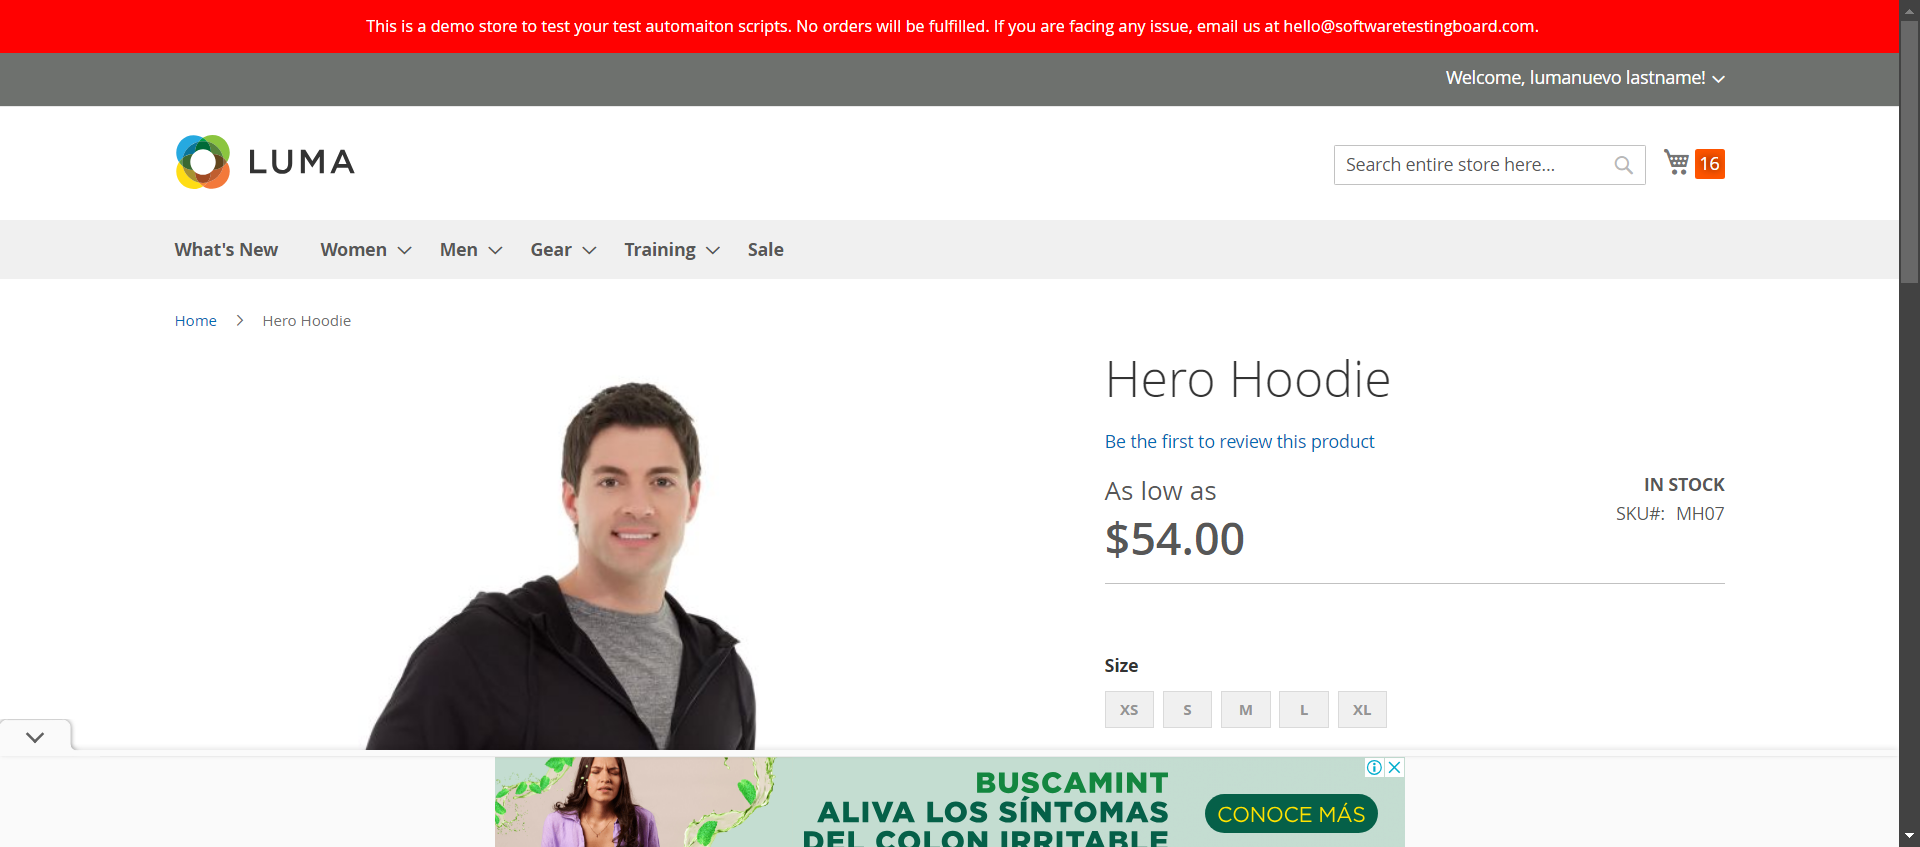 This is a demo store to test your test automaiton scripts. No orders will be fulfilled. If you are facing any issue, email us at hello@softwaretestingboard.com.
Welcome, lumanuevo lastname!
LUMA
Search entire store here...
16
What's New
Women
Men
Gear
Training
Sale
Home
Hero Hoodie
Hero Hoodie
Be the first to review this product
As low as
$54.00
IN STOCK
SKU#: MH07
Size
XS
S
M
L
XL
BUSCAMINT
ALIVA LOS SÍNTOMAS
DEL COLON IRRITABLE
CONOCE MÁS